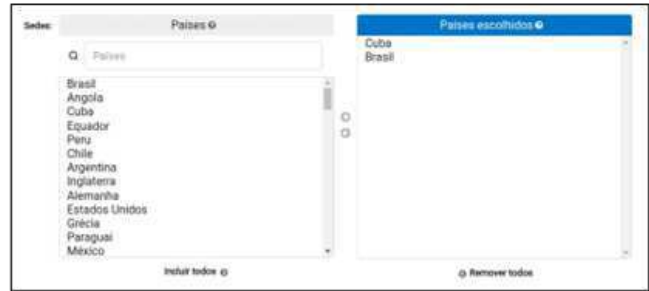 Sedes:
Países
Países
Brasil
Angola
Cuba
Equador
Peru
Chile
Argentina
Inglaterra
Alemanha
Estados Unidos
Grécia
Paraguai
México
Incluir todos
Países escolhidos
Cuba
Brasil
Remover todos